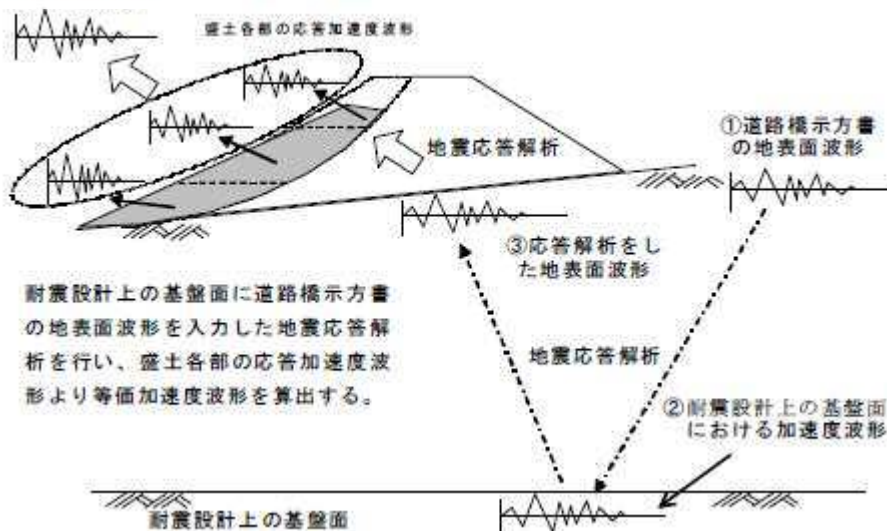 盛土各部の応答加速度波形
地震応答解析
①道路橋示方書
の地表面波形
③応答解析をし
た地表面波形
耐震設計上の基盤面に道路橋示方書
の地表面波形を入力した地震応答解
析を行い、盛土各部の応答加速度波
形より等価加速度波形を算出する。
地震応答解析
②耐震設計上の基盤面
における加速度波形
耐震設計上の基盤面